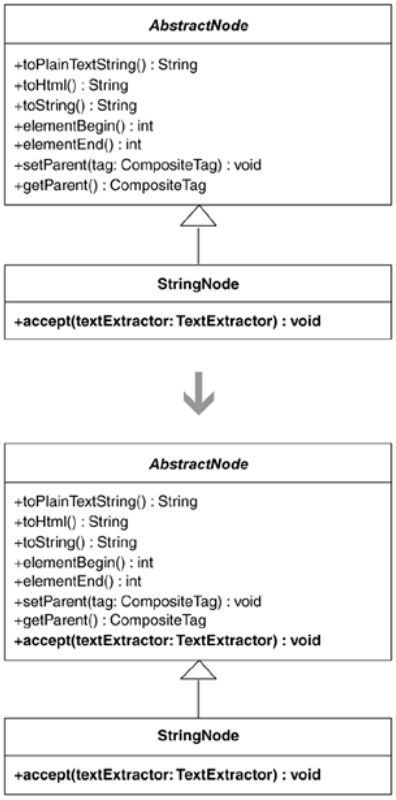 AbstractNode
+toPlainTextString() : String
+toHtml() : String
+toString() : String
+elementBegin() : int
+elementEnd() : int
+setParent(tag: CompositeTag) : void
+getParent() : CompositeTag
StringNode
+accept(textExtractor: TextExtractor) : void
AbstractNode
+toPlainTextString() : String
+toHtml() : String
+toString() : String
+elementBegin() : int
+elementEnd() : int
+setParent(tag: CompositeTag) : void
+getParent() : CompositeTag
+accept(textExtractor: TextExtractor) : void
StringNode
+accept(textExtractor: TextExtractor) : void